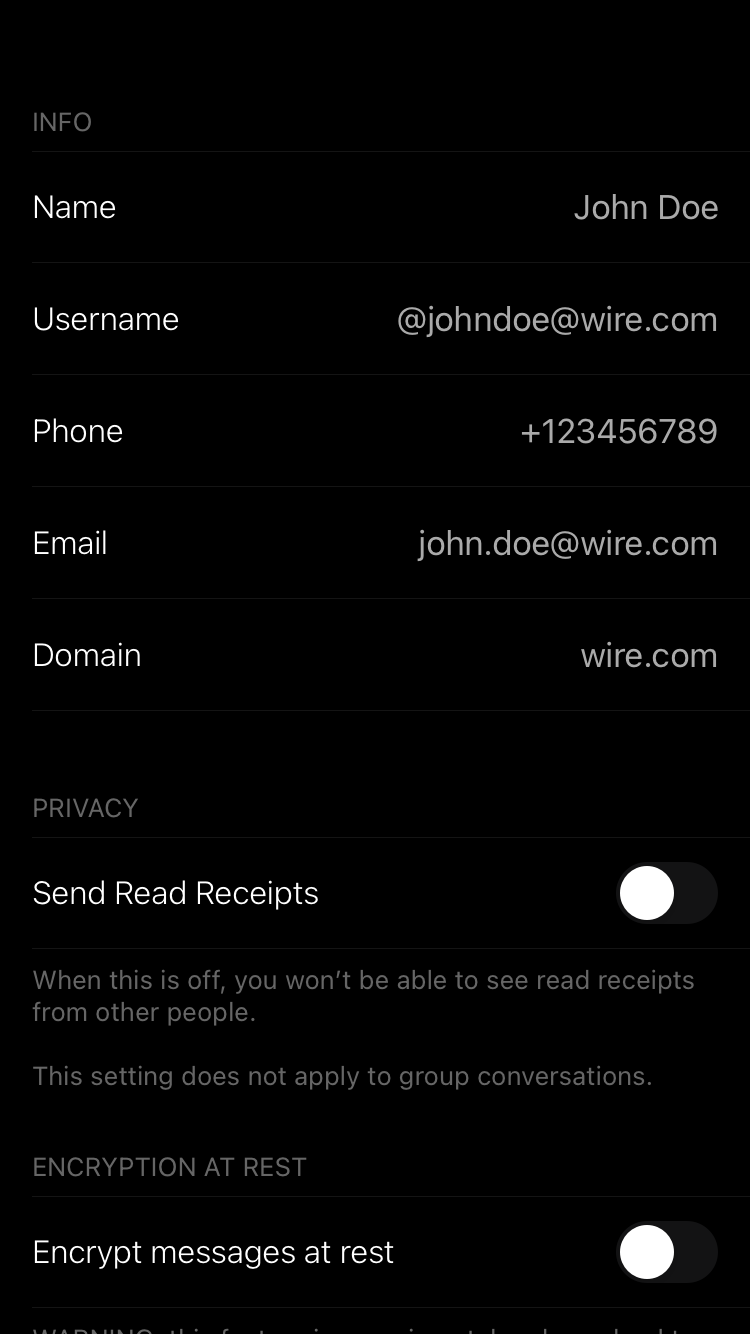 INFO
Name John Doe
Username @johndoe@wire.com
Phone +123456789
Email john.doe@wire.com
Domain wire.com
PRIVACY
Send Read Receipts
When this is off, you won’t be able to see read receipts
from other people.
This setting does not apply to group conversations.
ENCRYPTION AT REST
Encrypt messages at rest
WARNING: this